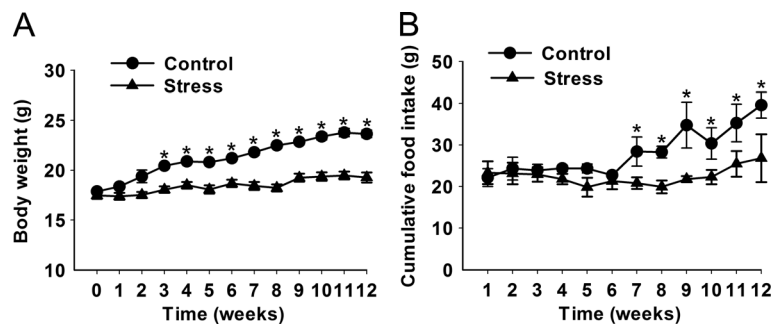 A
Control
Stress
Body weight (g)
30
25
20
15
10
* * * * * * * * * *
0 1 2 3 4 5 6 7 8 9 10 11 12
Time (weeks)
B
Control
Stress
Cumulative food intake (g)
50
40
30
20
10
0
* * * * * *
1 2 3 4 5 6 7 8 9 10 11 12
Time (weeks)